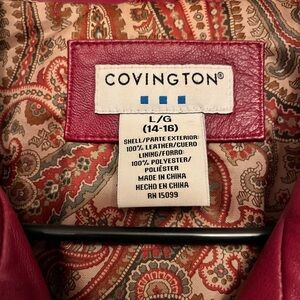 COVINGTON®
L/G
(14-16)
SHELL/PARTE EXTERIOR:
100% LEATHER/CUERO
LINING/FORRO:
100% POLYESTER/
POLIÉSTER
MADE IN CHINA
HECHO EN CHINA
RN 15099